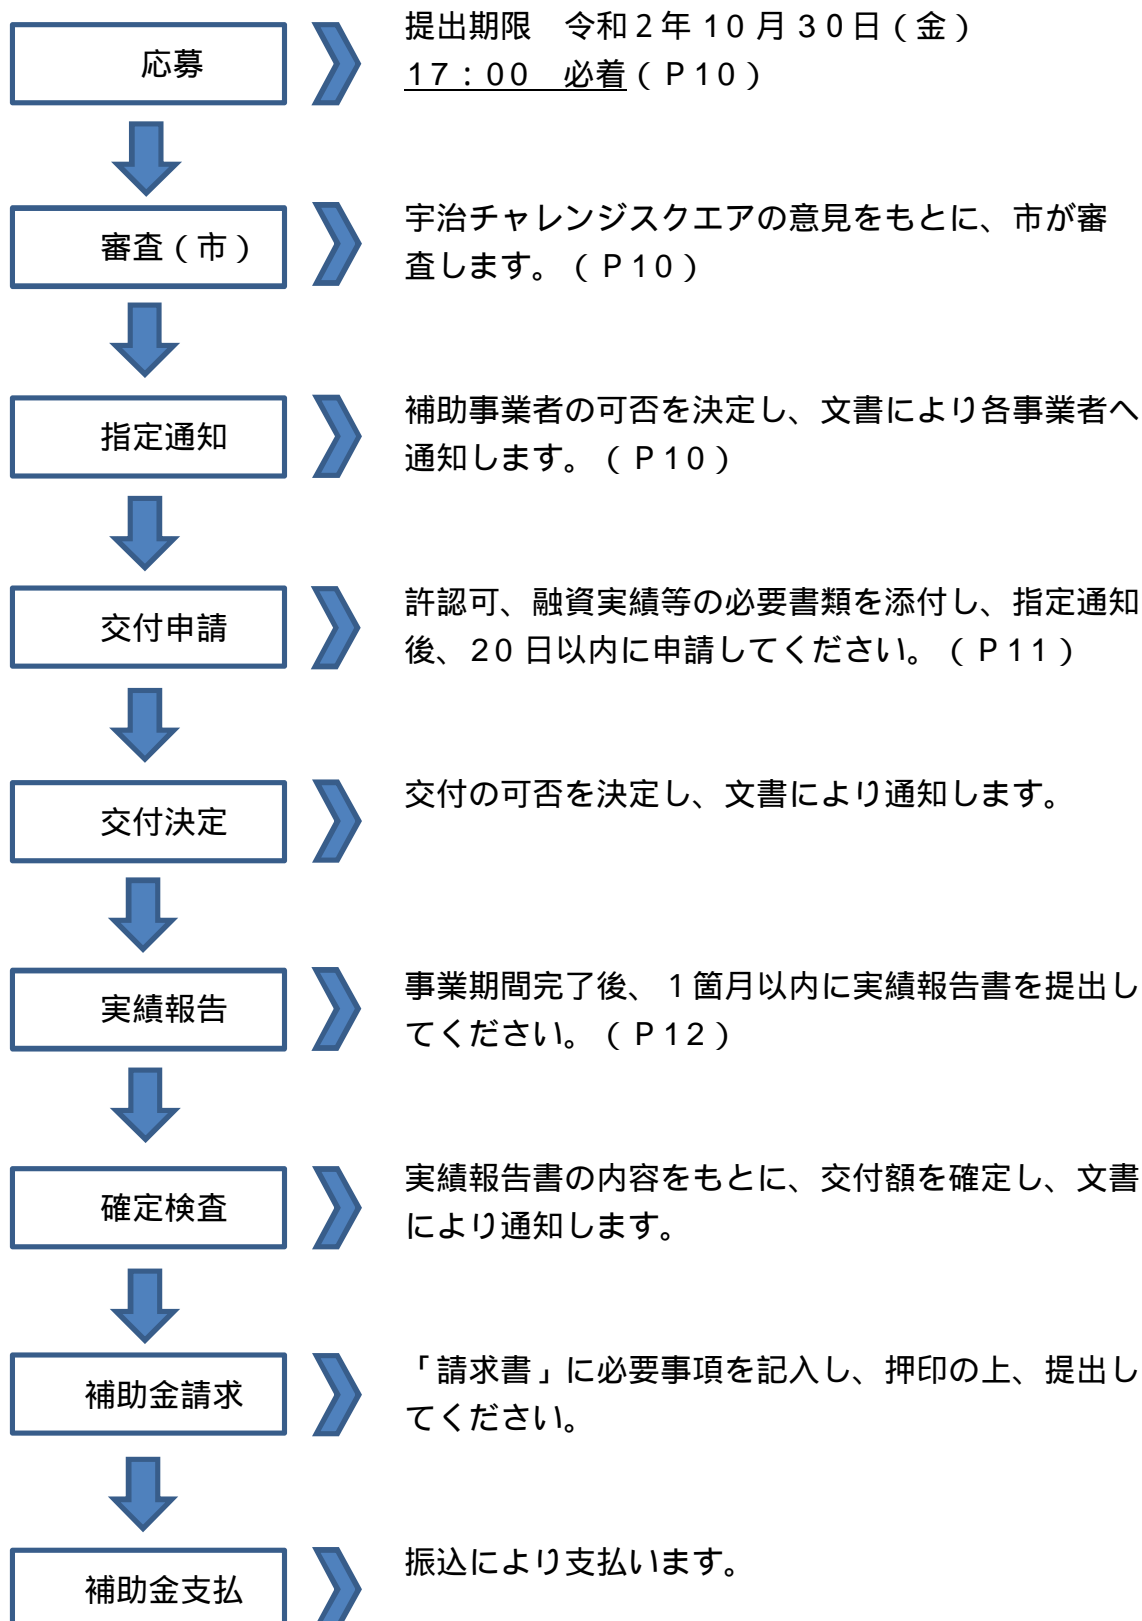 応募
提出期限　令和2年10月30日(金)
17:00　必着(P10)
審査(市)
宇治チャレンジスクエアの意見をもとに、市が審
査します。(P10)
指定通知
補助事業者の可否を決定し、文書により各事業者へ
通知します。(P10)
交付申請
許認可、融資実績等の必要書類を添付し、指定通知
後、20日以内に申請してください。(P11)
交付決定
交付の可否を決定し、文書により通知します。
実績報告
事業期間完了後、1箇月以内に実績報告書を提出し
てください。(P12)
確定検査
実績報告書の内容をもとに、交付額を確定し、文書
により通知します。
補助金請求
「請求書」に必要事項を記入し、押印の上、提出し
てください。
補助金支払
振込により支払います。